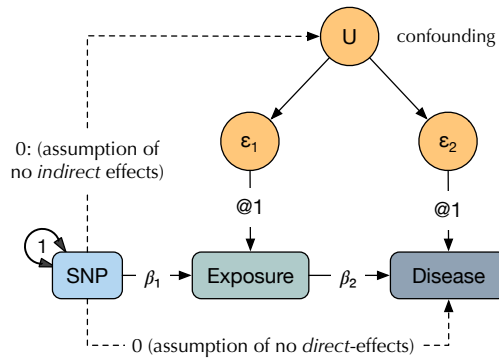 U
confounding
ε1
ε2
0: (assumption of
no indirect effects)
@1
@1
1
SNP
β1
Exposure
β2
Disease
0 (assumption of no direct-effects)